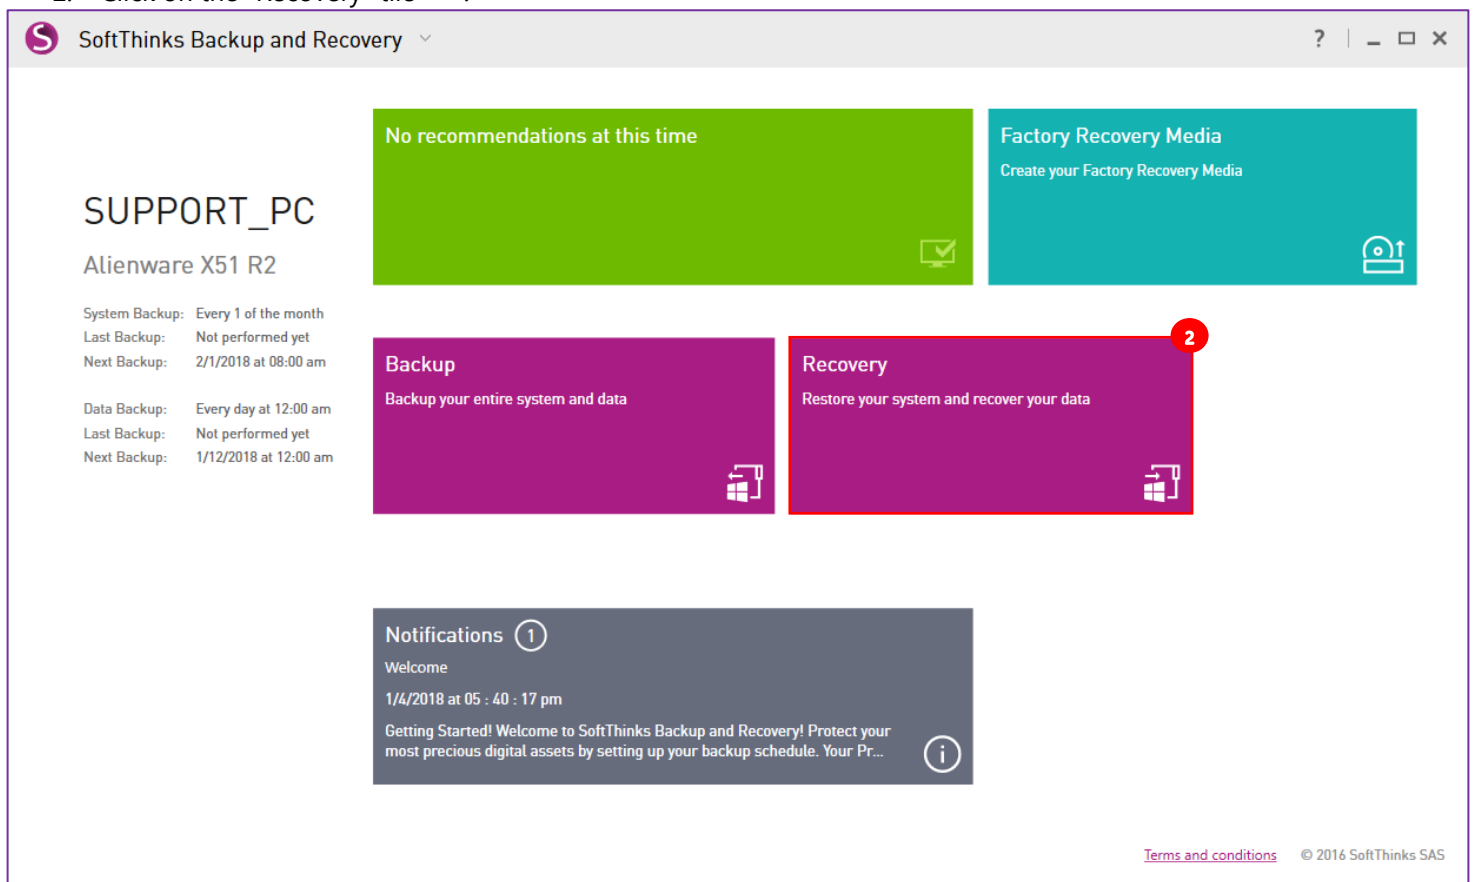 SoftThinks Backup and Recovery
?
No recommendations at this time
Factory Recovery Media
Create your Factory Recovery Media
SUPPORT_PC
Alienware X51 R2
System Backup: Every 1 of the month
Last Backup: Not performed yet
Next Backup: 2/1/2018 at 08:00 am
Data Backup: Every day at 12:00 am
Last Backup: Not performed yet
Next Backup: 1/12/2018 at 12:00 am
Backup
Backup your entire system and data
2
Recovery
Restore your system and recover your data
Notifications 1
Welcome
1/4/2018 at 05 : 40 : 17 pm
Getting Started! Welcome to SoftThinks Backup and Recovery! Protect your
most precious digital assets by setting up your backup schedule. Your Pr...
Terms and conditions © 2016 SoftThinks SAS